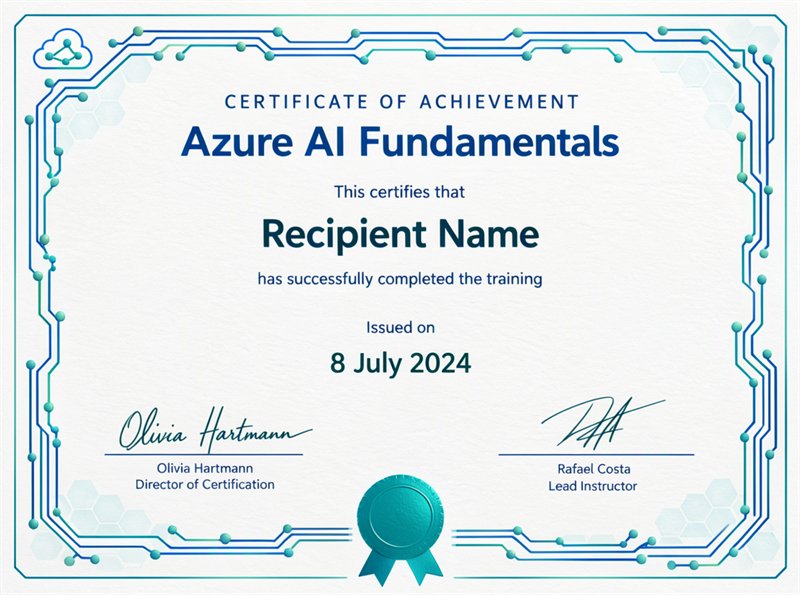 CERTIFICATE OF ACHIEVEMENT
Azure AI Fundamentals
This certifies that
Recipient Name
has successfully completed the training
Issued on
8 July 2024
Olivia Hartmann
Olivia Hartmann
Director of Certification
Rafael Costa
Lead Instructor